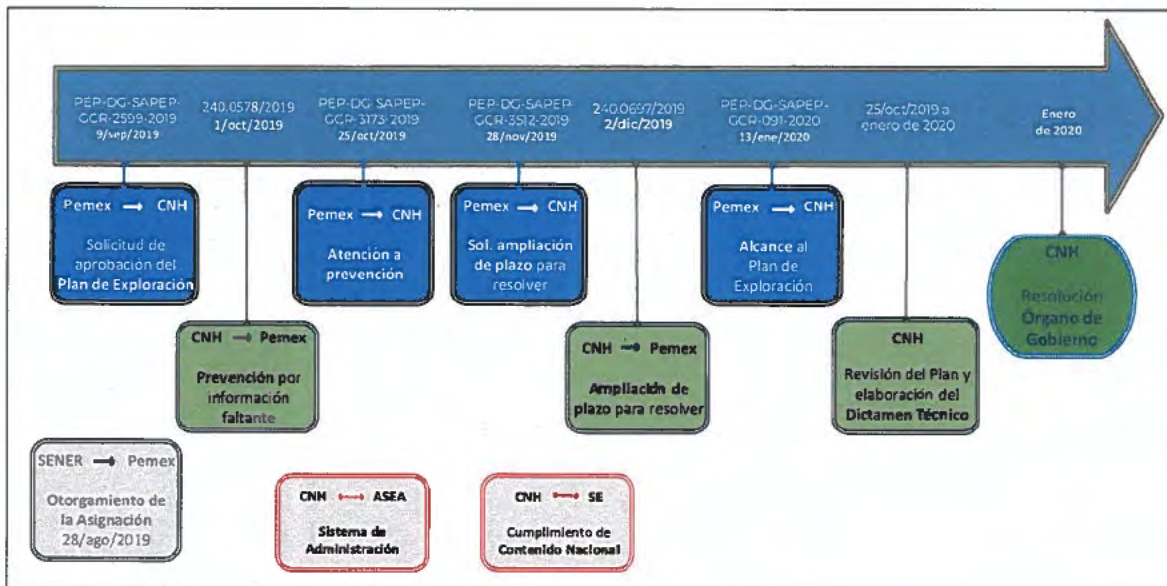 PEP-DG-SAPEP-
GCR-2599-2019
9/sep/2019
240.0578/2019
1/oct/2019
PEP-DG-SAPEP-
GCR-3173-2019
25/oct/2019
PEP-DG-SAPEP-
GCR-3512-2019
28/nov/2019
240.0697/2019
2/dic/2019
PEP-DG-SAPEP-
GCR-091-2020
13/ene/2020
25/oct/2019 a
enero de 2020
Enero
de 2020
Pemex → CNH
Solicitud de
aprobación del
Plan de Exploración
Pemex → CNH
Atención a
prevención
Pemex → CNH
Sol. ampliación
de plazo para
resolver
Pemex → CNH
Alcance al
Plan de
Exploración
CNH
Resolución
Órgano de
Gobierno
CNH → Pemex
Prevención por
información
faltante
CNH → Pemex
Ampliación de
plazo para resolver
CNH
Revisión del Plan y
elaboración del
Dictamen Técnico
SENER → Pemex
Otorgamiento de
la Asignación
28/ago/2019
CNH ↔ ASEA
Sistema de
Administración
CNH ↔ SE
Cumplimiento de
Contenido Nacional